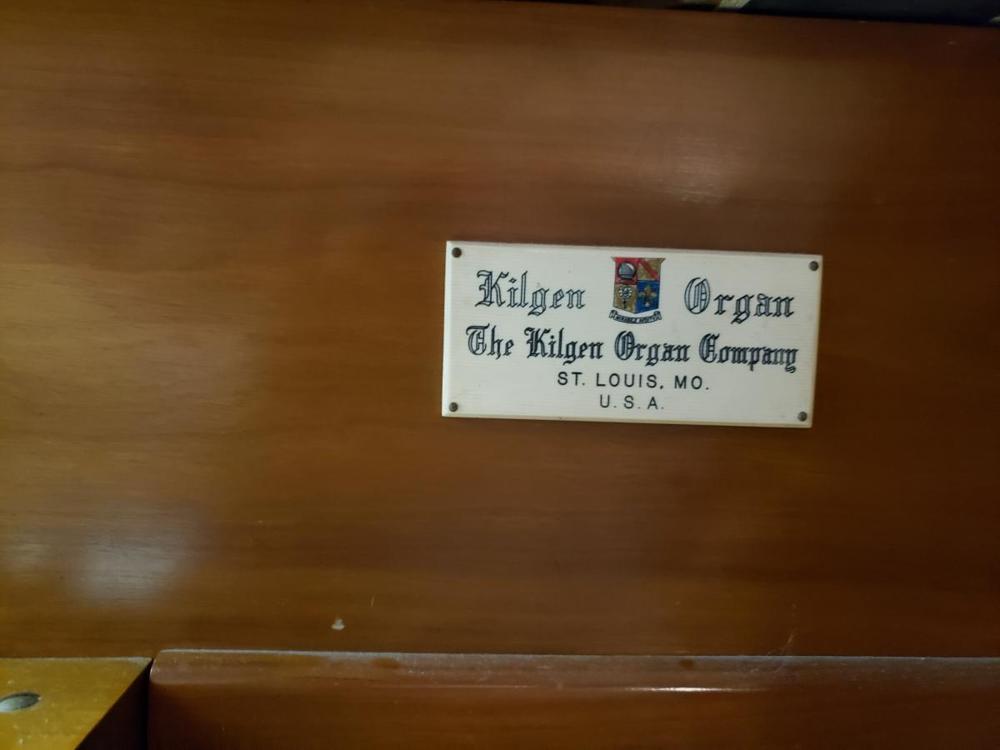 Kilgen Organ
The Kilgen Organ Company
ST. LOUIS, MO.
U.S.A.